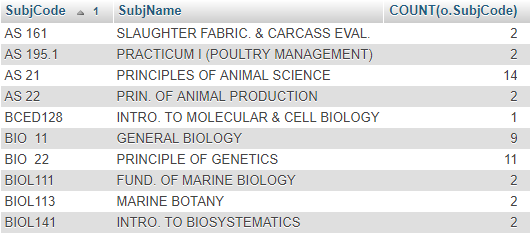 SubjCode 1 SubjName COUNT(o.SubjCode)
AS 161 SLAUGHTER FABRIC. & CARCASS EVAL. 2
AS 195.1 PRACTICUM I (POULTRY MANAGEMENT) 2
AS 21 PRINCIPLES OF ANIMAL SCIENCE 14
AS 22 PRIN. OF ANIMAL PRODUCTION 2
BCED128 INTRO. TO MOLECULAR & CELL BIOLOGY 1
BIO  11 GENERAL BIOLOGY 9
BIO  22 PRINCIPLE OF GENETICS 11
BIOL111 FUND. OF MARINE BIOLOGY 2
BIOL113 MARINE BOTANY 2
BIOL141 INTRO. TO BIOSYSTEMATICS 2